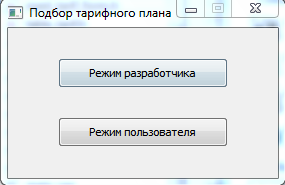 Подбор тарифного плана
Режим разработчика
Режим пользователя